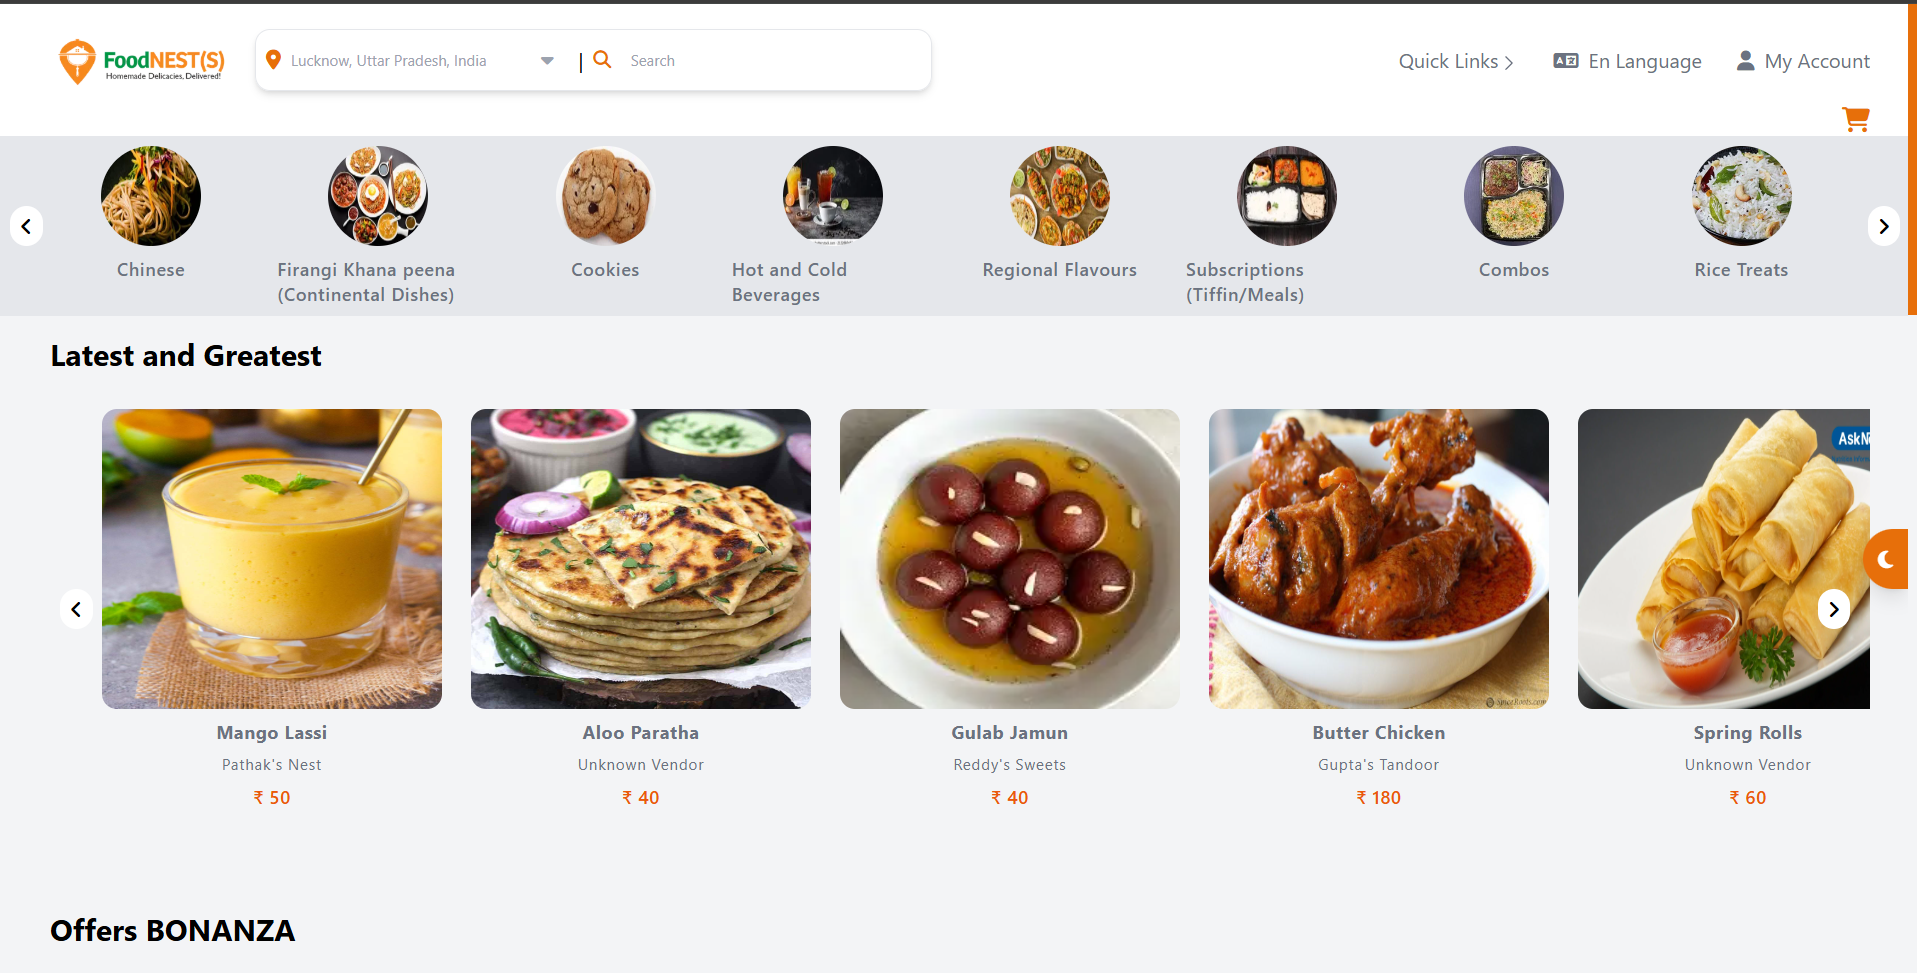 FoodNEST(S)
Homemade Delicacies, Delivered!
Lucknow, Uttar Pradesh, India
Search
Quick Links
En Language
My Account
Chinese
Firangi Khana peena
(Continental Dishes)
Cookies
Hot and Cold
Beverages
Regional Flavours
Subscriptions
(Tiffin/Meals)
Combos
Rice Treats
Latest and Greatest
AskN
Mango Lassi
Pathak's Nest
₹ 50
Aloo Paratha
Unknown Vendor
₹ 40
Gulab Jamun
Reddy's Sweets
₹ 40
Butter Chicken
Gupta's Tandoor
₹ 180
Spring Rolls
Unknown Vendor
₹ 60
Offers BONANZA